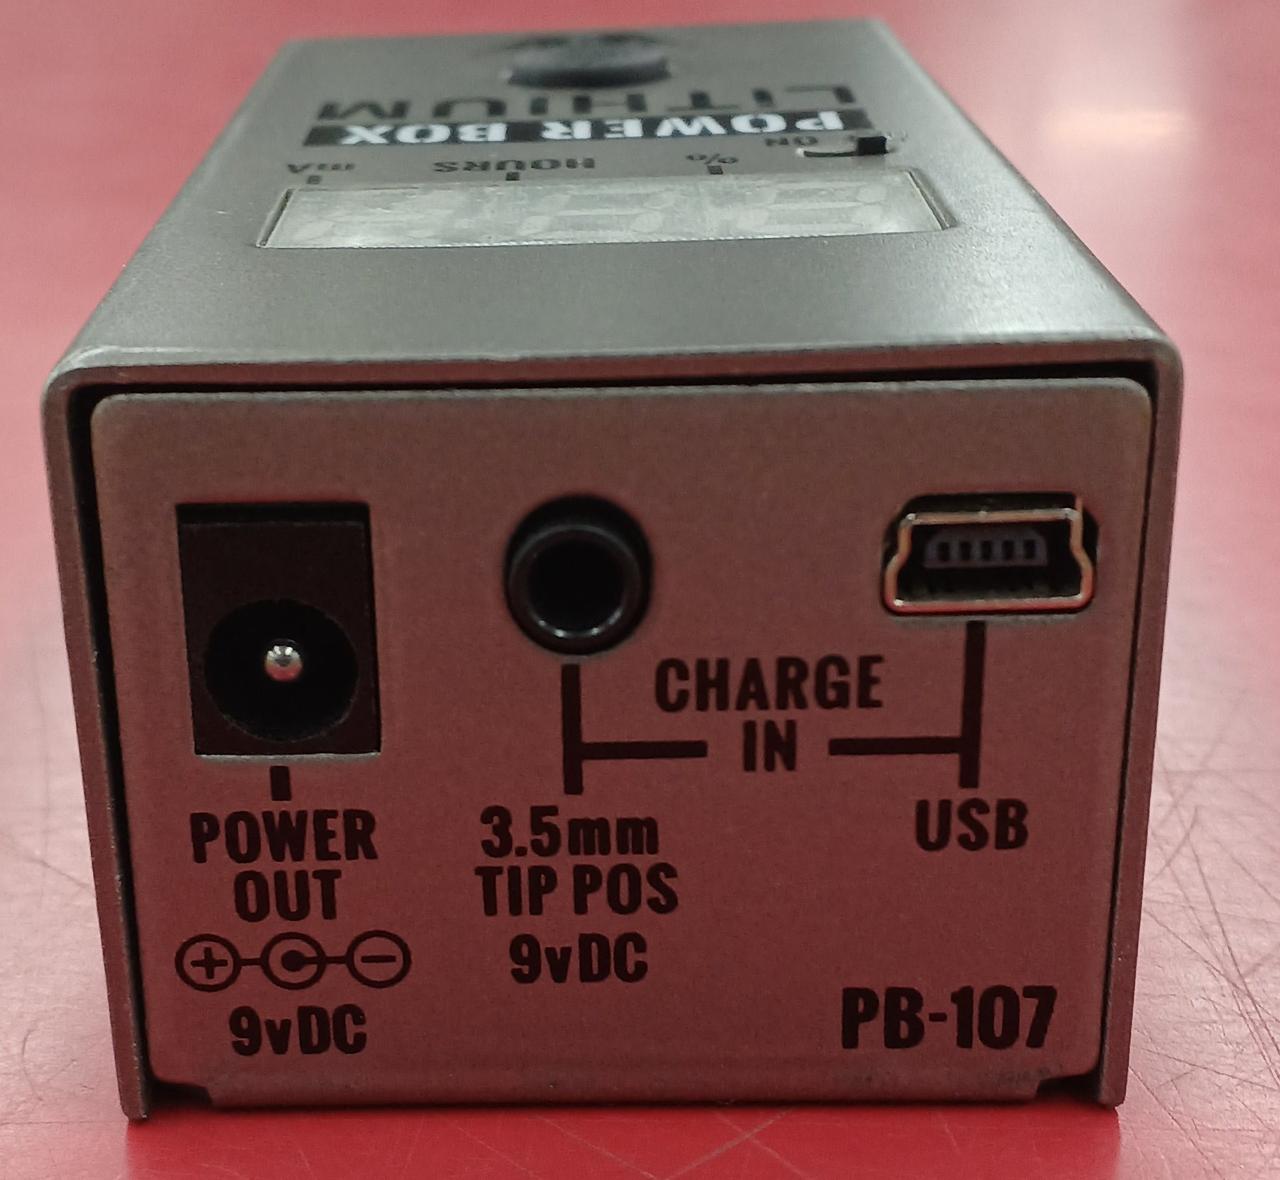 LITHIUM
POWER BOX
ON
% HOURS mA
CHARGE
IN
POWER
OUT
9vDC
3.5mm
TIP POS
9vDC
USB
PB-107